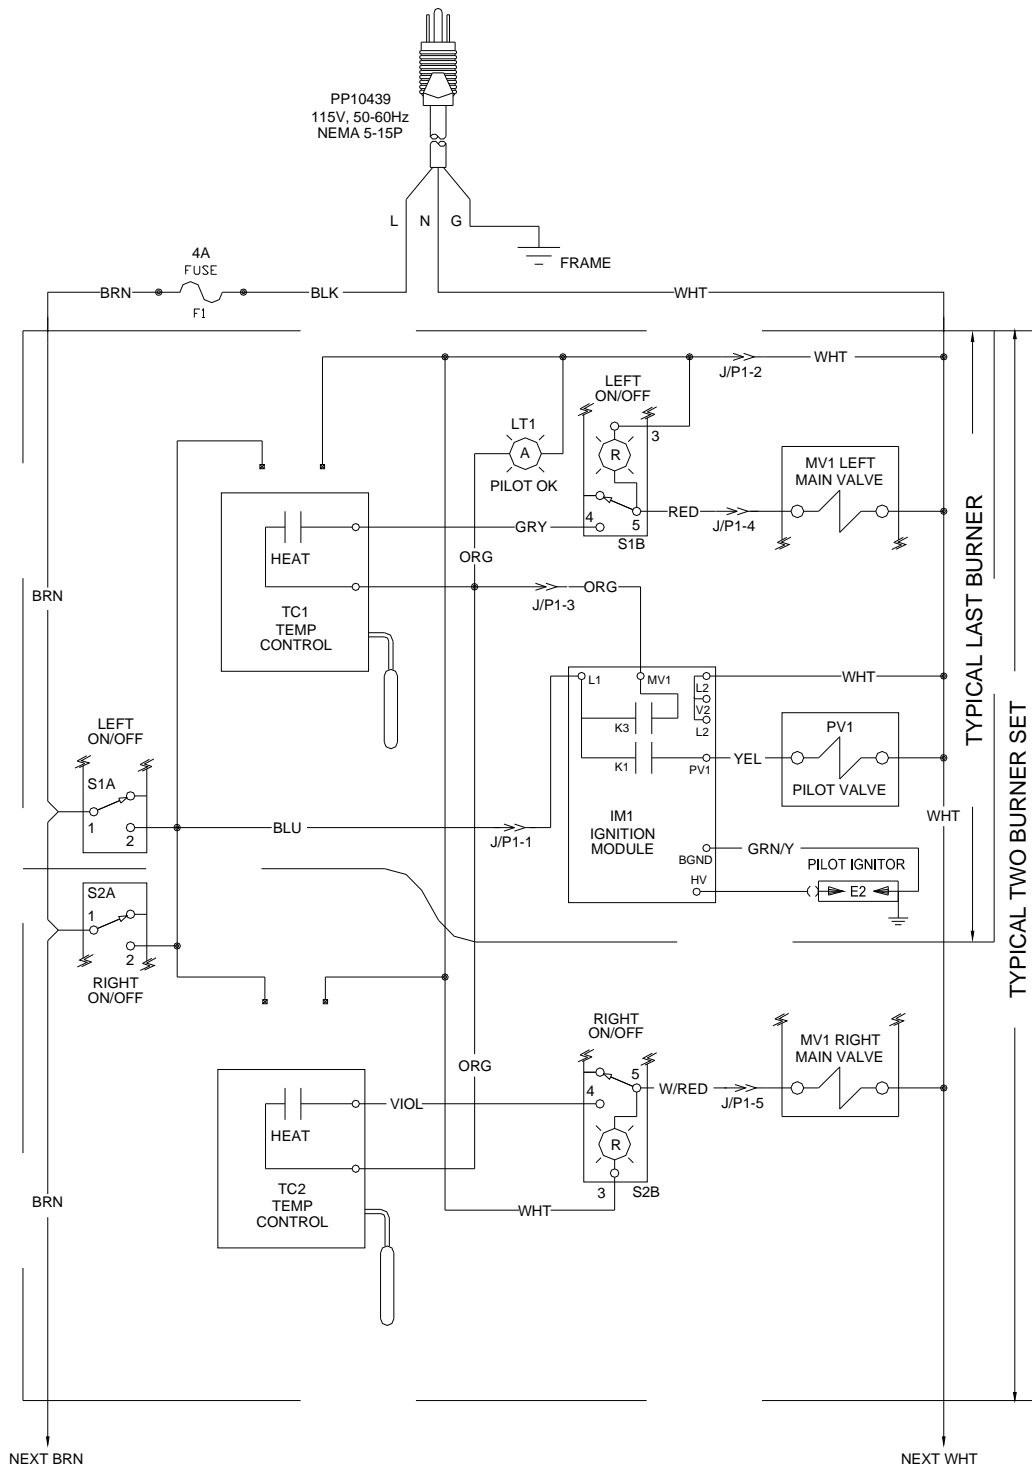 PP10439
115V, 50-60Hz
NEMA 5-15P
L
N
G
FRAME
4A
FUSE
F1
BRN
BLK
WHT
WHT
J/P1-2
LEFT
ON/OFF
LT1
A
PILOT OK
R
3
4
5
S1B
RED
J/P1-4
MV1 LEFT
MAIN VALVE
GRY
HEAT
ORG
J/P1-3
ORG
TC1
TEMP
CONTROL
BRN
TYPICAL LAST BURNER
TYPICAL TWO BURNER SET
L1
MV1
L2
V2
L2
K3
K1
PV1
WHT
YEL
PV1
PILOT VALVE
IM1
IGNITION
MODULE
BGND
HV
GRN/Y
PILOT IGNITOR
E2
WHT
LEFT
ON/OFF
S1A
1
2
BLU
J/P1-1
S2A
1
2
RIGHT
ON/OFF
RIGHT
ON/OFF
5
4
R
3
S2B
W/RED
J/P1-5
MV1 RIGHT
MAIN VALVE
ORG
VIOL
HEAT
TC2
TEMP
CONTROL
WHT
BRN
NEXT BRN
NEXT WHT